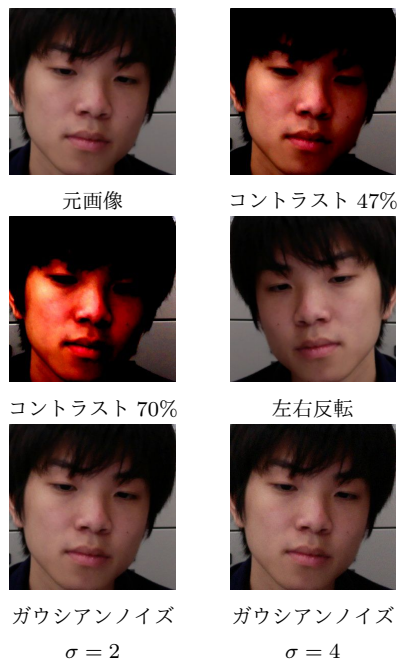 元画像
コントラスト 47%
コントラスト 70%
左右反転
ガウシアンノイズ
σ = 2
ガウシアンノイズ
σ = 4